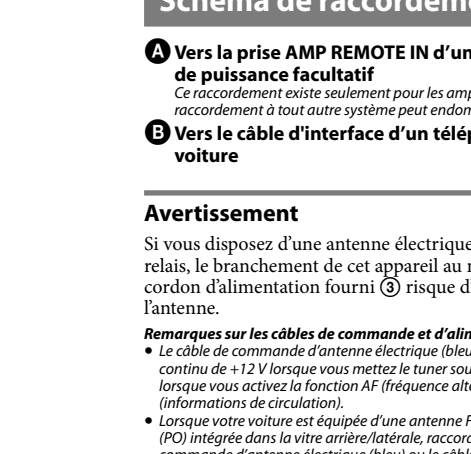 Schéma de raccordem
A Vers la prise AMP REMOTE IN d'un
de puissance facultatif
Ce raccordement existe seulement pour les amp
raccordement à tout autre système peut endom
B Vers le câble d'interface d'un télép
voiture
Avertissement
Si vous disposez d'une antenne électrique
relais, le branchement de cet appareil au
cordon d'alimentation fourni ③ risque d'
l'antenne.
Remarques sur les câbles de commande et d'alim
• Le câble de commande d'antenne électrique (bleu
continu de +12 V lorsque vous mettez le tuner sou
lorsque vous activez la fonction AF (fréquence alte
(informations de circulation).
• Lorsque votre voiture est équipée d'une antenne F
(PO) intégrée dans la vitre arrière/latérale, raccor
commande d'antenne électrique (bleu) ou le câbl